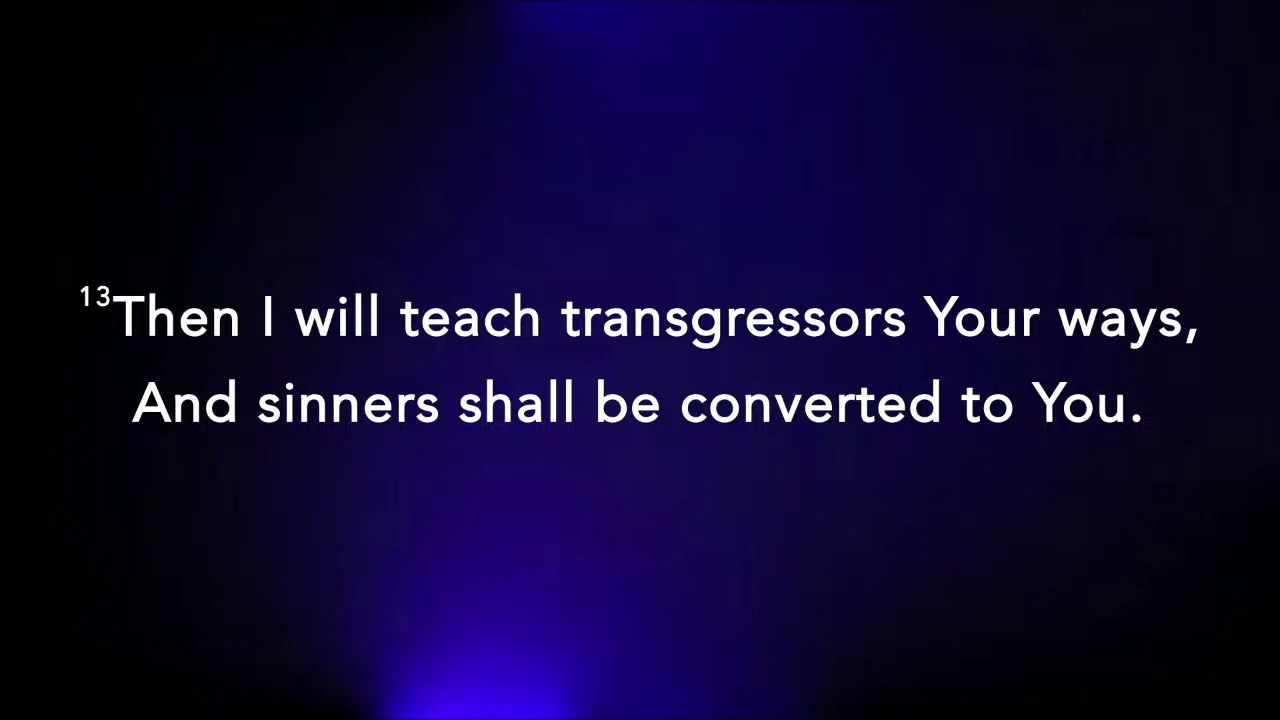 13Then I will teach transgressors Your ways,
And sinners shall be converted to You.